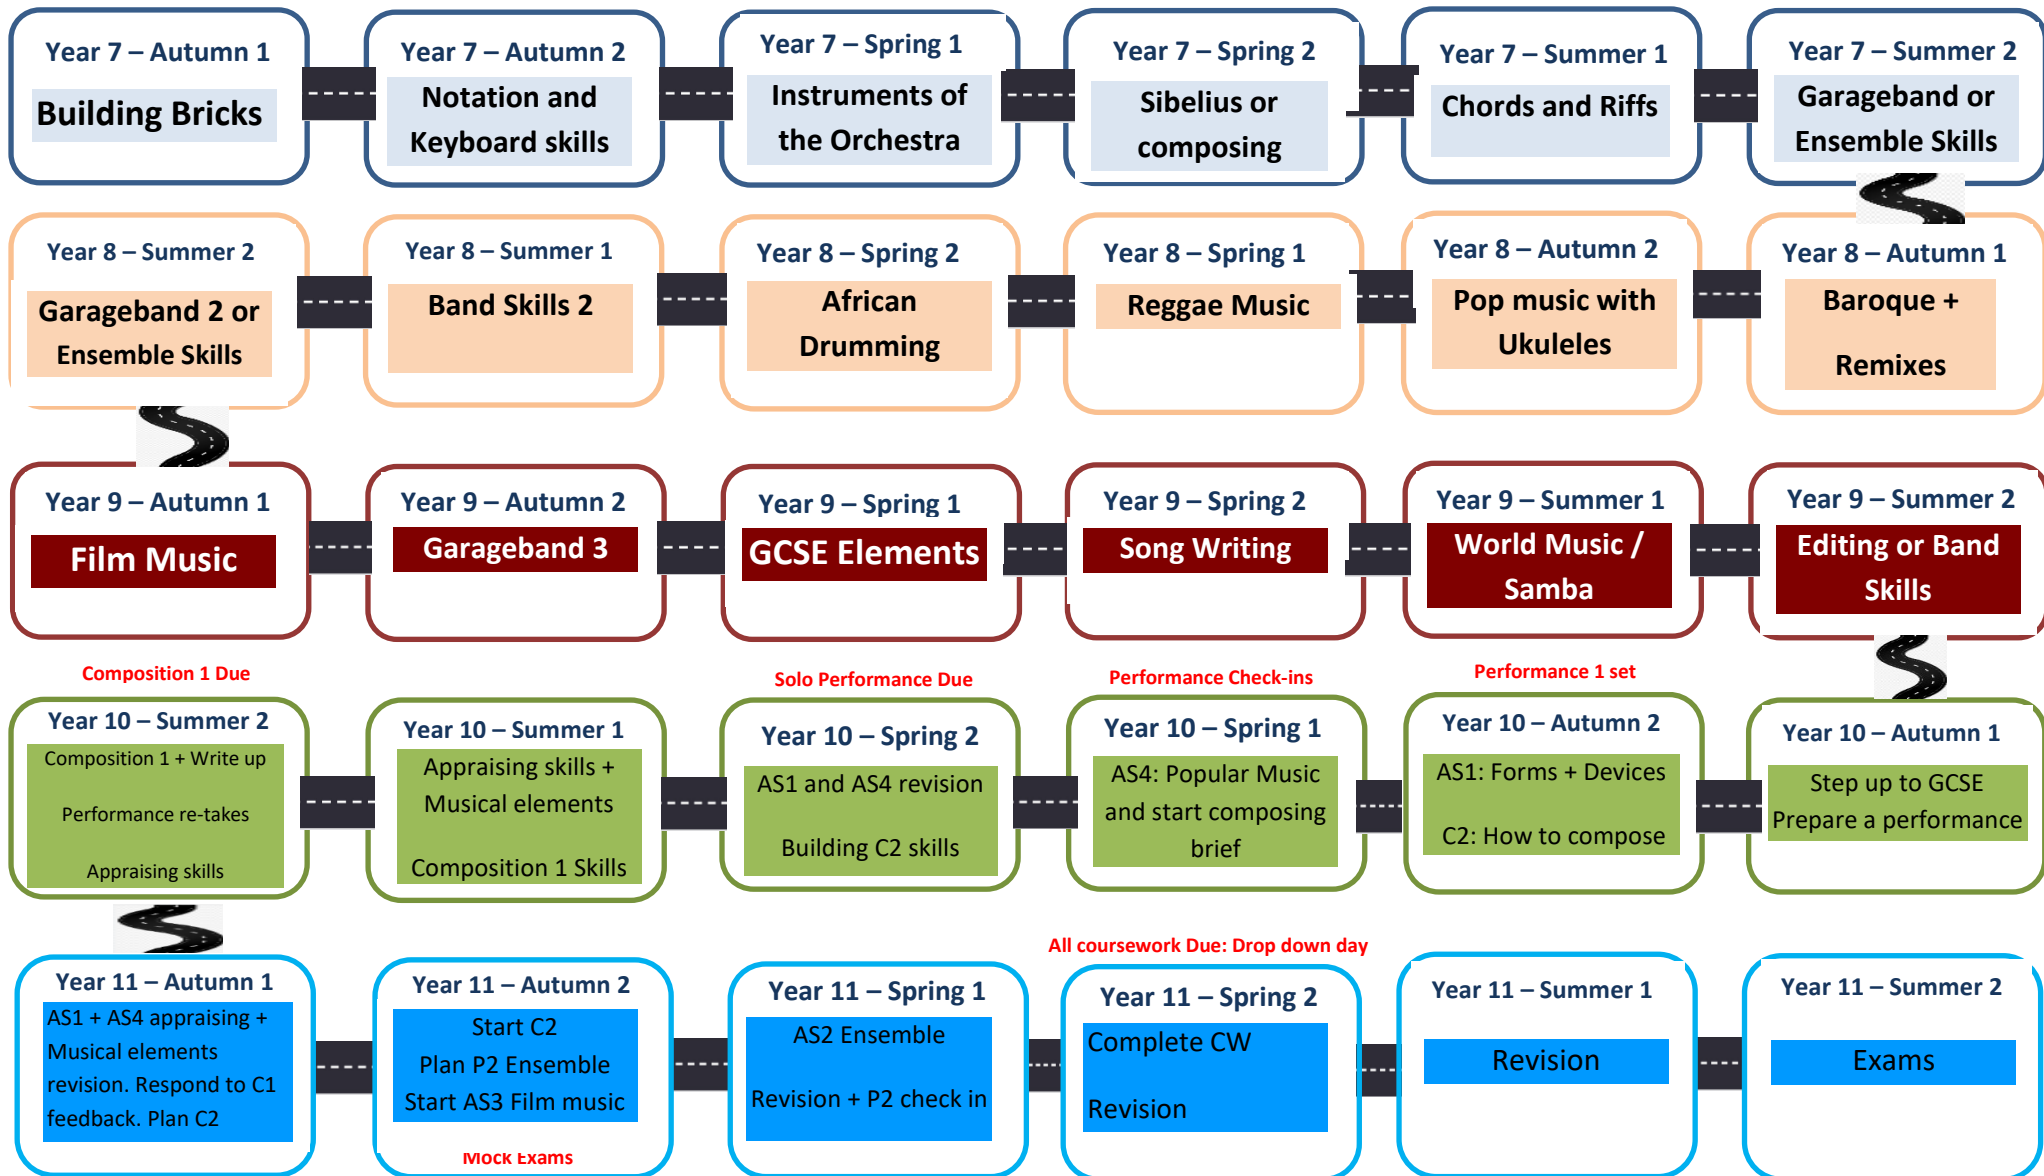 Year 7 – Autumn 1
Building Bricks
Year 7 – Autumn 2
Notation and
Keyboard skills
Year 7 – Spring 1
Instruments of
the Orchestra
Year 7 – Spring 2
Sibelius or
composing
Year 7 – Summer 1
Chords and Riffs
Year 7 – Summer 2
Garageband or
Ensemble Skills
Year 8 – Summer 2
Garageband 2 or
Ensemble Skills
Year 8 – Summer 1
Band Skills 2
Year 8 – Spring 2
African
Drumming
Year 8 – Spring 1
Reggae Music
Year 8 – Autumn 2
Pop music with
Ukuleles
Year 8 – Autumn 1
Baroque +
Remixes
Year 9 – Autumn 1
Film Music
Year 9 – Autumn 2
Garageband 3
Year 9 – Spring 1
GCSE Elements
Year 9 – Spring 2
Song Writing
Year 9 – Summer 1
World Music /
Samba
Year 9 – Summer 2
Editing or Band
Skills
Composition 1 Due
Year 10 – Summer 2
Composition 1 + Write up
Performance re-takes
Appraising skills
Year 10 – Summer 1
Appraising skills +
Musical elements
Composition 1 Skills
Solo Performance Due
Year 10 – Spring 2
AS1 and AS4 revision
Building C2 skills
Performance Check-ins
Year 10 – Spring 1
AS4: Popular Music
and start composing
brief
Performance 1 set
Year 10 – Autumn 2
AS1: Forms + Devices
C2: How to compose
Year 10 – Autumn 1
Step up to GCSE
Prepare a performance
Year 11 – Autumn 1
AS1 + AS4 appraising +
Musical elements
revision. Respond to C1
feedback. Plan C2
Year 11 – Autumn 2
Start C2
Plan P2 Ensemble
Start AS3 Film music
Mock Exams
Year 11 – Spring 1
AS2 Ensemble
Revision + P2 check in
All coursework Due: Drop down day
Year 11 – Spring 2
Complete CW
Revision
Year 11 – Summer 1
Revision
Year 11 – Summer 2
Exams